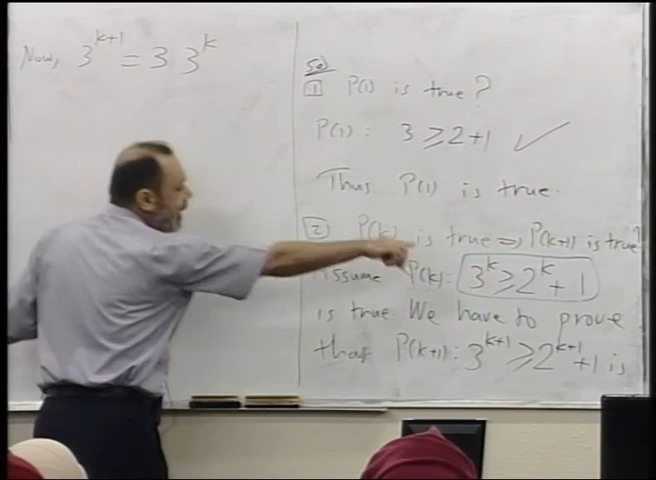 Now, 3^{k+1} = 3 3^k
Sol
1 P(1) is true?
P(1): 3 ≥ 2+1 ✓
Thus P(1) is true.
2 P(k) is true ⇒ P(k+1) is true?
Assume P(k): 3^k ≥ 2^k + 1
is true. We have to prove
that P(k+1): 3^{k+1} ≥ 2^{k+1} + 1 is